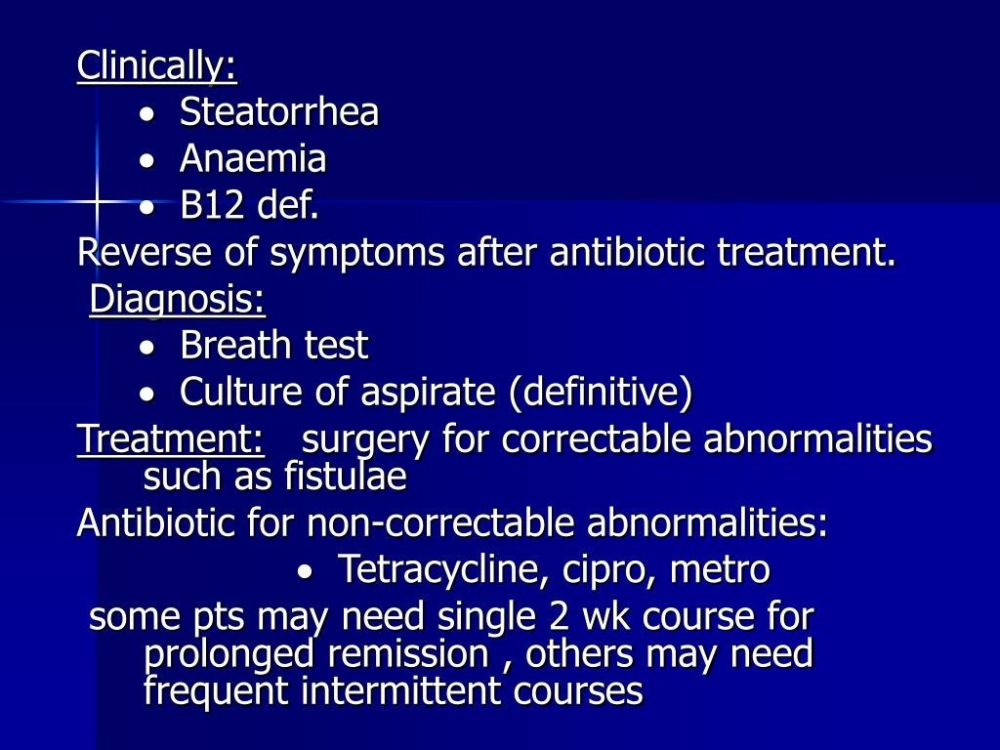 Clinically:
• Steatorrhea
• Anaemia
• B12 def.
Reverse of symptoms after antibiotic treatment.
Diagnosis:
• Breath test
• Culture of aspirate (definitive)
Treatment: surgery for correctable abnormalities
such as fistulae
Antibiotic for non-correctable abnormalities:
• Tetracycline, cipro, metro
some pts may need single 2 wk course for
prolonged remission , others may need
frequent intermittent courses